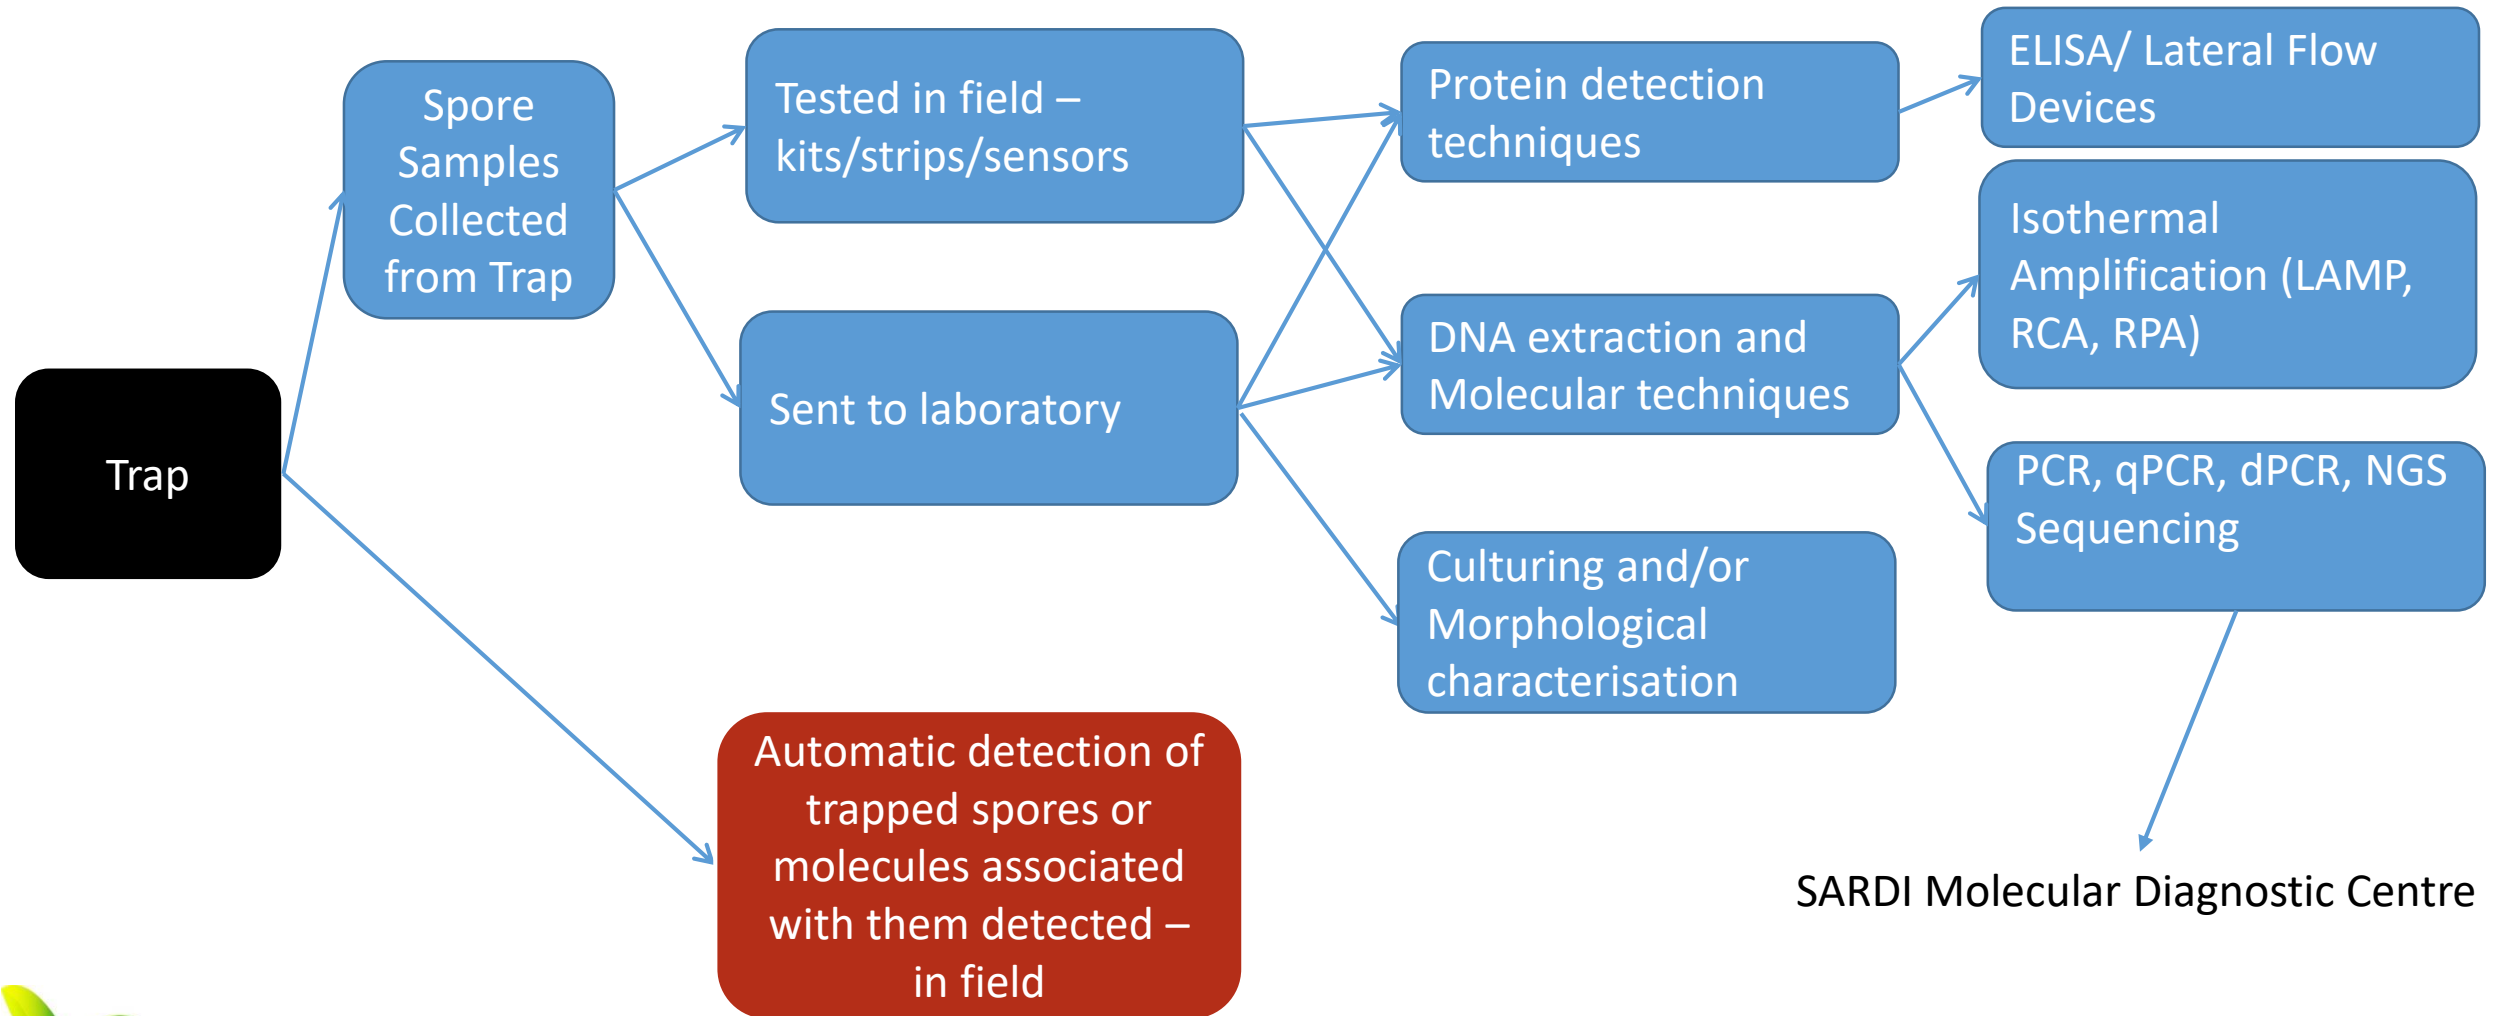 Trap
Spore
Samples
Collected
from Trap
Tested in field –
kits/strips/sensors
Sent to laboratory
Automatic detection of
trapped spores or
molecules associated
with them detected –
in field
Protein detection
techniques
DNA extraction and
Molecular techniques
Culturing and/or
Morphological
characterisation
ELISA/ Lateral Flow
Devices
Isothermal
Amplification (LAMP,
RCA, RPA)
PCR, qPCR, dPCR, NGS
Sequencing
SARDI Molecular Diagnostic Centre